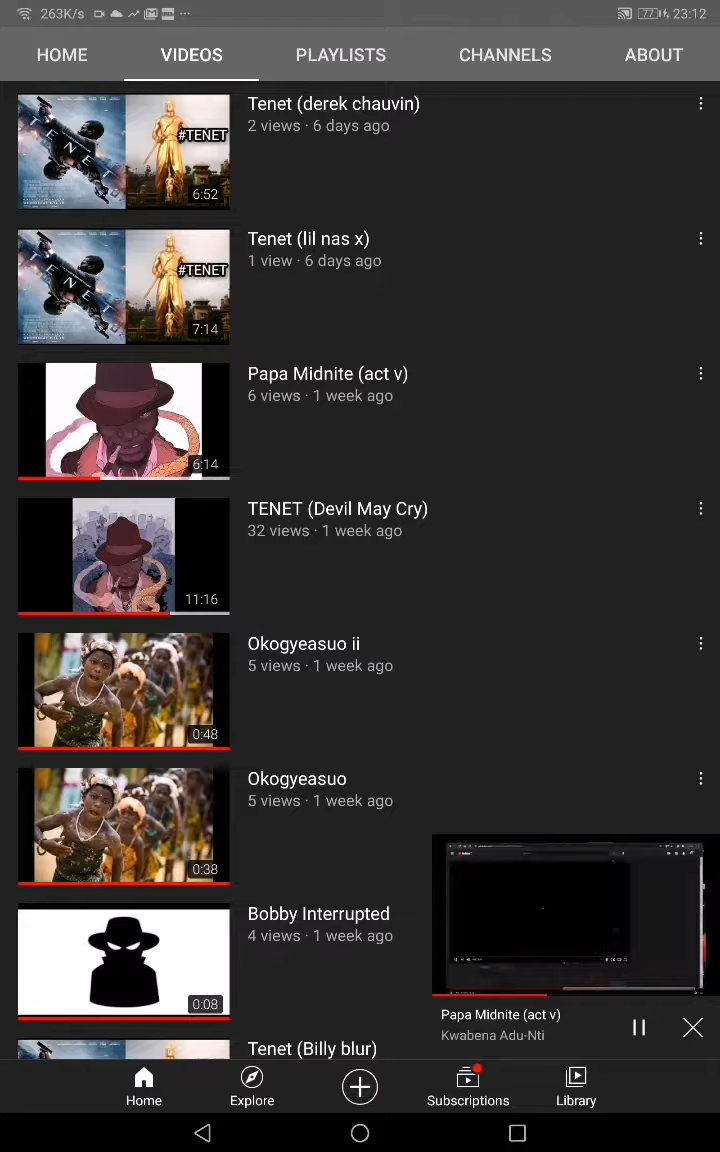 263K/s ... 77 23:12
HOME VIDEOS PLAYLISTS CHANNELS ABOUT
Tenet (derek chauvin)
2 views · 6 days ago
TENET
#TENET
6:52
Tenet (lil nas x)
1 view · 6 days ago
TENET
#TENET
7:14
Papa Midnite (act v)
6 views · 1 week ago
6:14
TENET (Devil May Cry)
32 views · 1 week ago
11:16
Okogyeasuo ii
5 views · 1 week ago
0:48
Okogyeasuo
5 views · 1 week ago
0:38
Bobby Interrupted
4 views · 1 week ago
0:08
Papa Midnite (act v)
Kwabena Adu-Nti
Tenet (Billy blur)
Home Explore Subscriptions Library